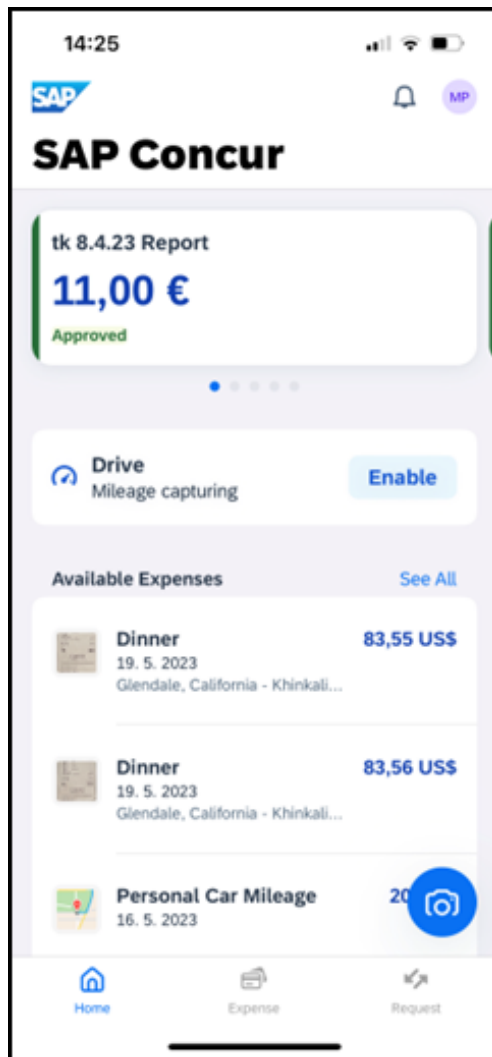 14:25
SAP
MP
SAP Concur
tk 8.4.23 Report
11,00 €
Approved
Drive
Enable
Mileage capturing
Available Expenses See All
Dinner 83,55 US$
19. 5. 2023
Glendale, California - Khinkali...
Dinner 83,56 US$
19. 5. 2023
Glendale, California - Khinkali...
Personal Car Mileage 20
16. 5. 2023
Home Expense Request